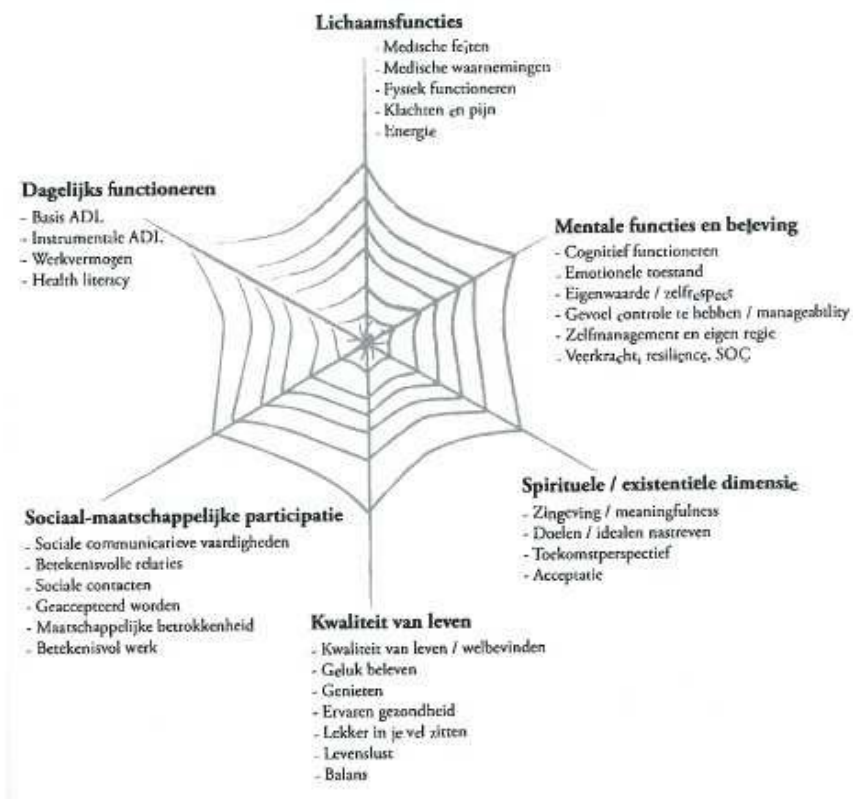 Lichaamsfuncties
- Medische feiten
- Medische waarnemingen
- Fysiek functioneren
- Klachten en pijn
- Energie
Dagelijks functioneren
- Basis ADL
- Instrumentale ADL
- Werkvermogen
- Health literacy
Mentale functies en beleving
- Cognitief functioneren
- Emotionele toestand
- Eigenwaarde / zelfrespect
- Gevoel controle te hebben / manageability
- Zelfmanagement en eigen regie
- Veerkracht, resilience, SOC
Spirituele / existentiële dimensie
- Zingeving / meaningfulness
- Doelen / idealen nastreven
- Toekomstperspectief
- Acceptatie
Sociaal-maatschappelijke participatie
- Sociale communicatieve vaardigheden
- Betekenisvolle relaties
- Sociale contacten
- Geaccepteerd worden
- Maatschappelijke betrokkenheid
- Betekenisvol werk
Kwaliteit van leven
- Kwaliteit van leven / welbevinden
- Geluk beleven
- Genieten
- Ervaren gezondheid
- Lekker in je vel zitten
- Levenslust
- Balans